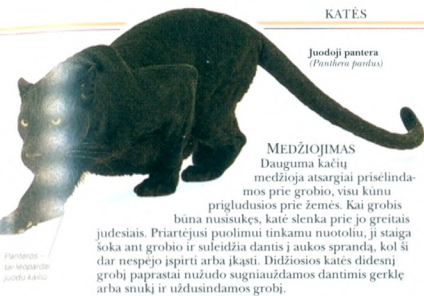 KATĖS
Juodoji pantera
(Panthera pardus)
MEDŽIOJIMAS
Dauguma kačių
medžioja atsargiai prisėlinda-
mos prie grobio, visu kūnu
prigludusios prie žemės. Kai grobis
būna nusisukęs, katė slenka prie jo greitais
judesiais. Priartėjusi puolimui tinkamu nuotoliu, ji staiga
šoka ant grobio ir suleidžia dantis į aukos sprandą, kol ši
dar nespėjo įspirti arba įkąsti. Didžiosios katės didesnį
grobį paprastai nužudo sugniauždamos dantimis gerklę
arba snukį ir uždusindamos grobį.
Panteros –
tai leopardai
juodu kailiu